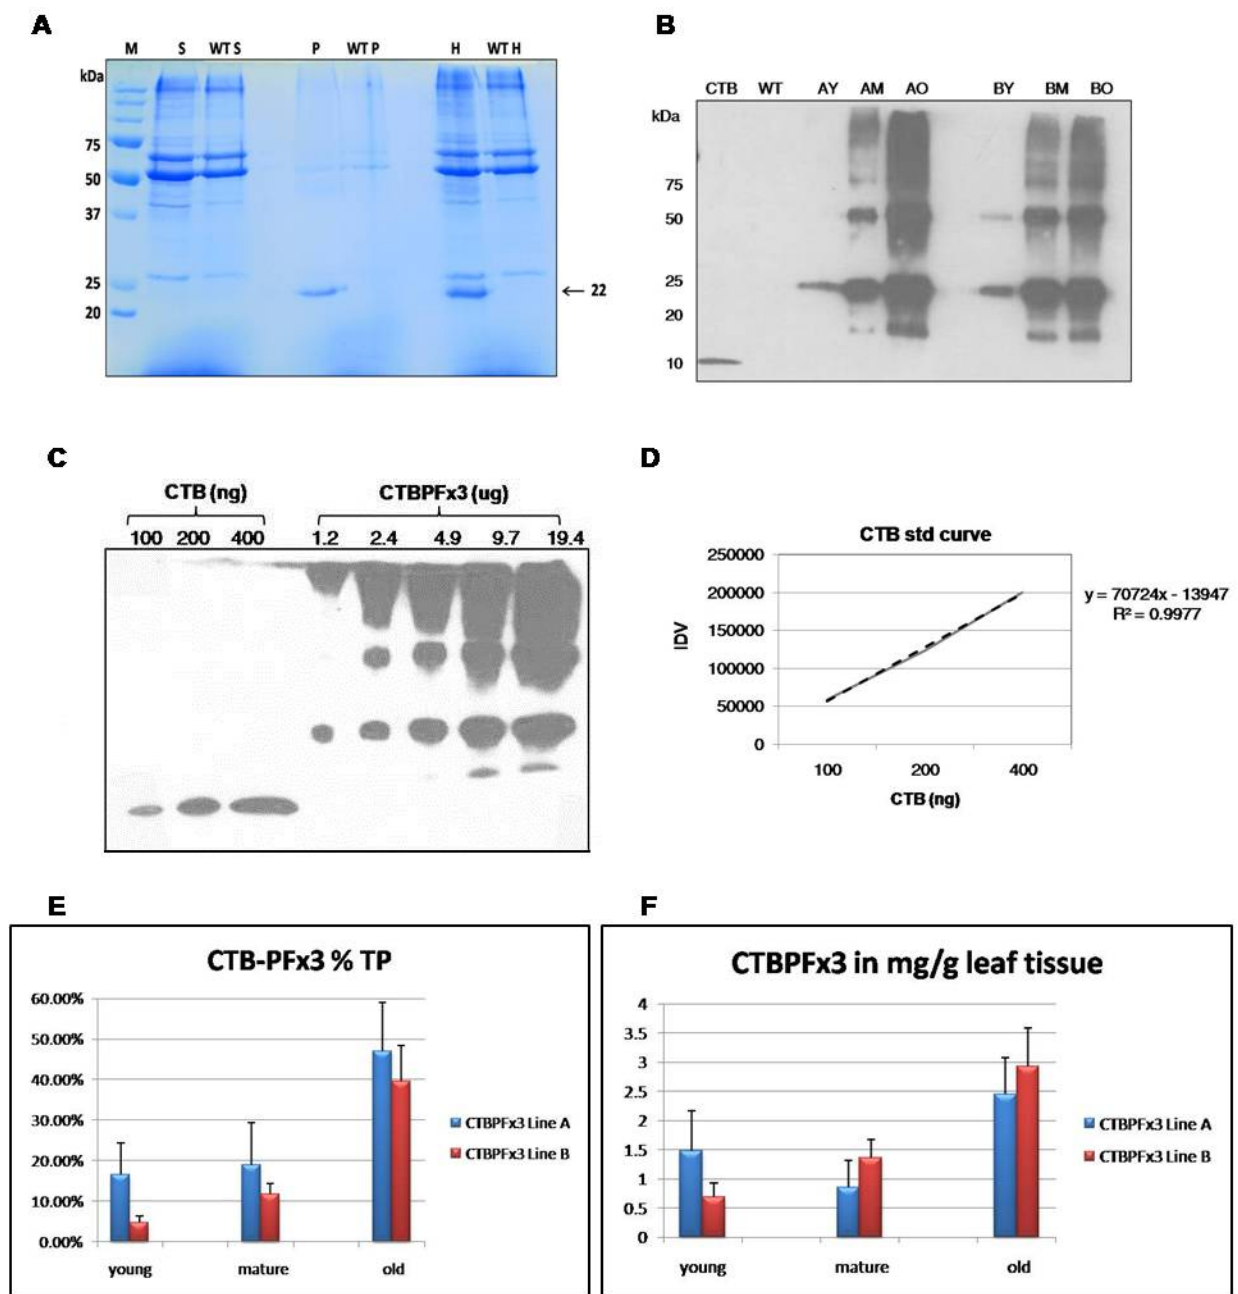 A
M S WT S P WT P H WT H
kDa
75
50
37
25
20
← 22
B
CTB WT AY AM AO BY BM BO
kDa
75
50
25
20
10
C
CTB (ng) CTBPFx3 (ug)
100 200 400 1.2 2.4 4.9 9.7 19.4
D
CTB std curve
250000
200000
150000
100000
50000
0
IDV
y = 70724x - 13947
R² = 0.9977
100 200 400
CTB (ng)
E
CTB-PFx3 % TP
60.00%
50.00%
40.00%
30.00%
20.00%
10.00%
0.00%
young mature old
CTBPFx3 Line A
CTBPFx3 Line B
F
CTBPFx3 in mg/g leaf tissue
4
3.5
3
2.5
2
1.5
1
0.5
0
young mature old
CTBPFx3 Line A
CTBPFx3 Line B